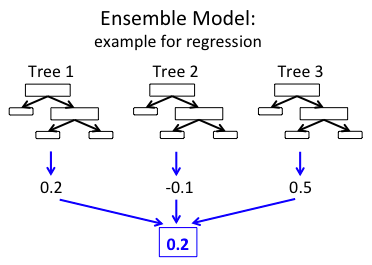 Ensemble Model:
example for regression
Tree 1 Tree 2 Tree 3
0.2 -0.1 0.5
0.2